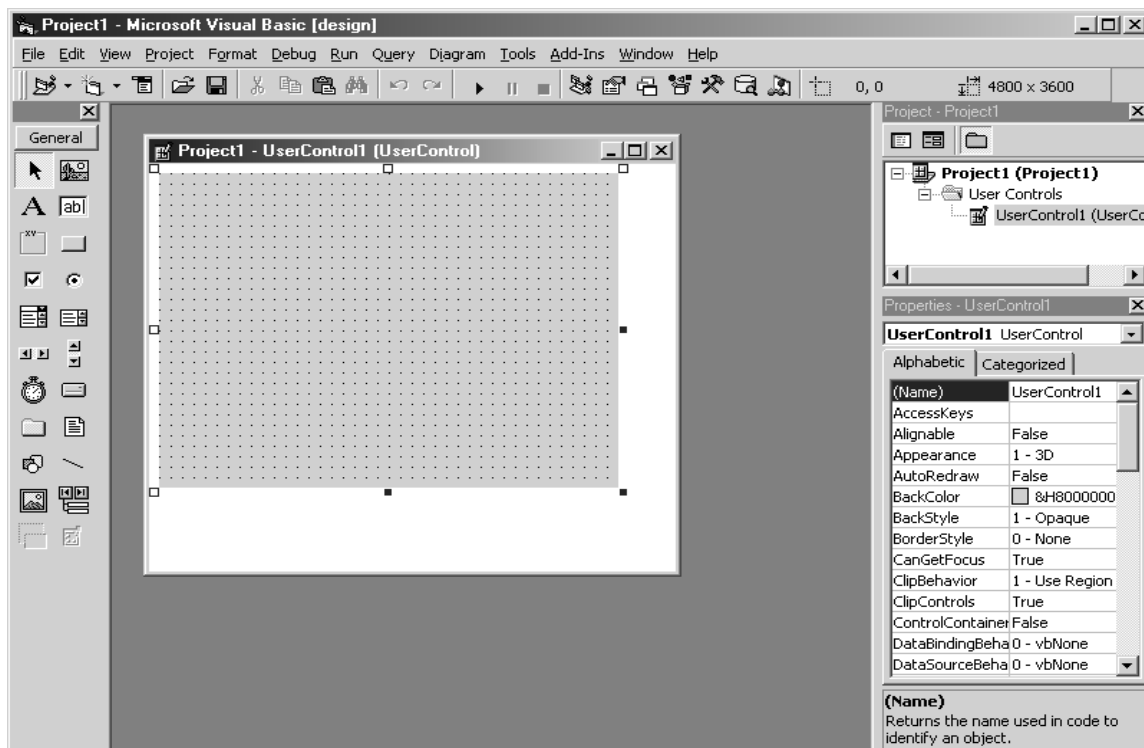 Project1 - Microsoft Visual Basic [design]
File Edit View Project Format Debug Run Query Diagram Tools Add-Ins Window Help
0, 0 4800 x 3600
General
A ab|
xv
Project1 - UserControl1 (UserControl)
Project - Project1
Project1 (Project1)
User Controls
UserControl1 (UserCo
Properties - UserControl1
UserControl1 UserControl
Alphabetic Categorized
(Name) UserControl1
AccessKeys
Alignable False
Appearance 1 - 3D
AutoRedraw False
BackColor &H8000000
BackStyle 1 - Opaque
BorderStyle 0 - None
CanGetFocus True
ClipBehavior 1 - Use Region
ClipControls True
ControlContainer False
DataBindingBeha 0 - vbNone
DataSourceBeha 0 - vbNone
(Name)
Returns the name used in code to
identify an object.